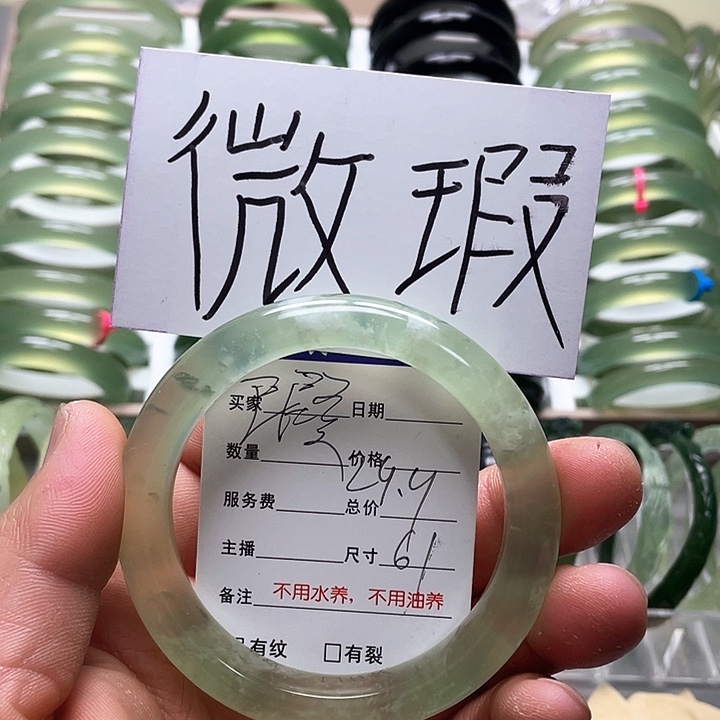 微瑕
瑕
买家 日期
数量 价格 29.9
服务费 总价
主播 尺寸 61
备注 不用水养，不用油养
有纹 □有裂